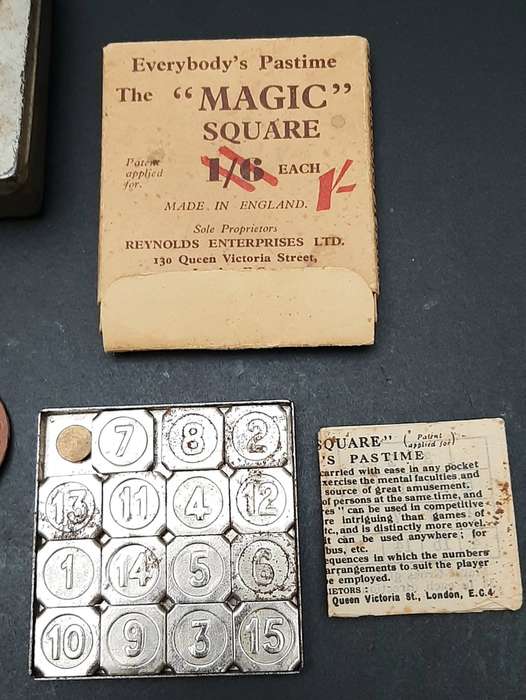 Everybody's Pastime
The "MAGIC"
SQUARE
Patent
applied
for.
1/6 EACH
1/-
MADE IN ENGLAND.
Sole Proprietors
REYNOLDS ENTERPRISES LTD.
130 Queen Victoria Street,
7 8 2
13 11 4 12
1 14 5 6
10 9 3 15
SQUARE" (Patent
applied for)
'S PASTIME
carried with ease in any pocket
exercise the mental faculties and
source of great amusement.
of persons at the same time, and
res" can be used in competitive
re intriguing than games of
tc., and is distinctly more novel.
t can be used anywhere; for
bus, etc.
equences in which the numbers
arrangements to suit the player
be employed.
IETORS:
Queen Victoria St., London, E.C.4